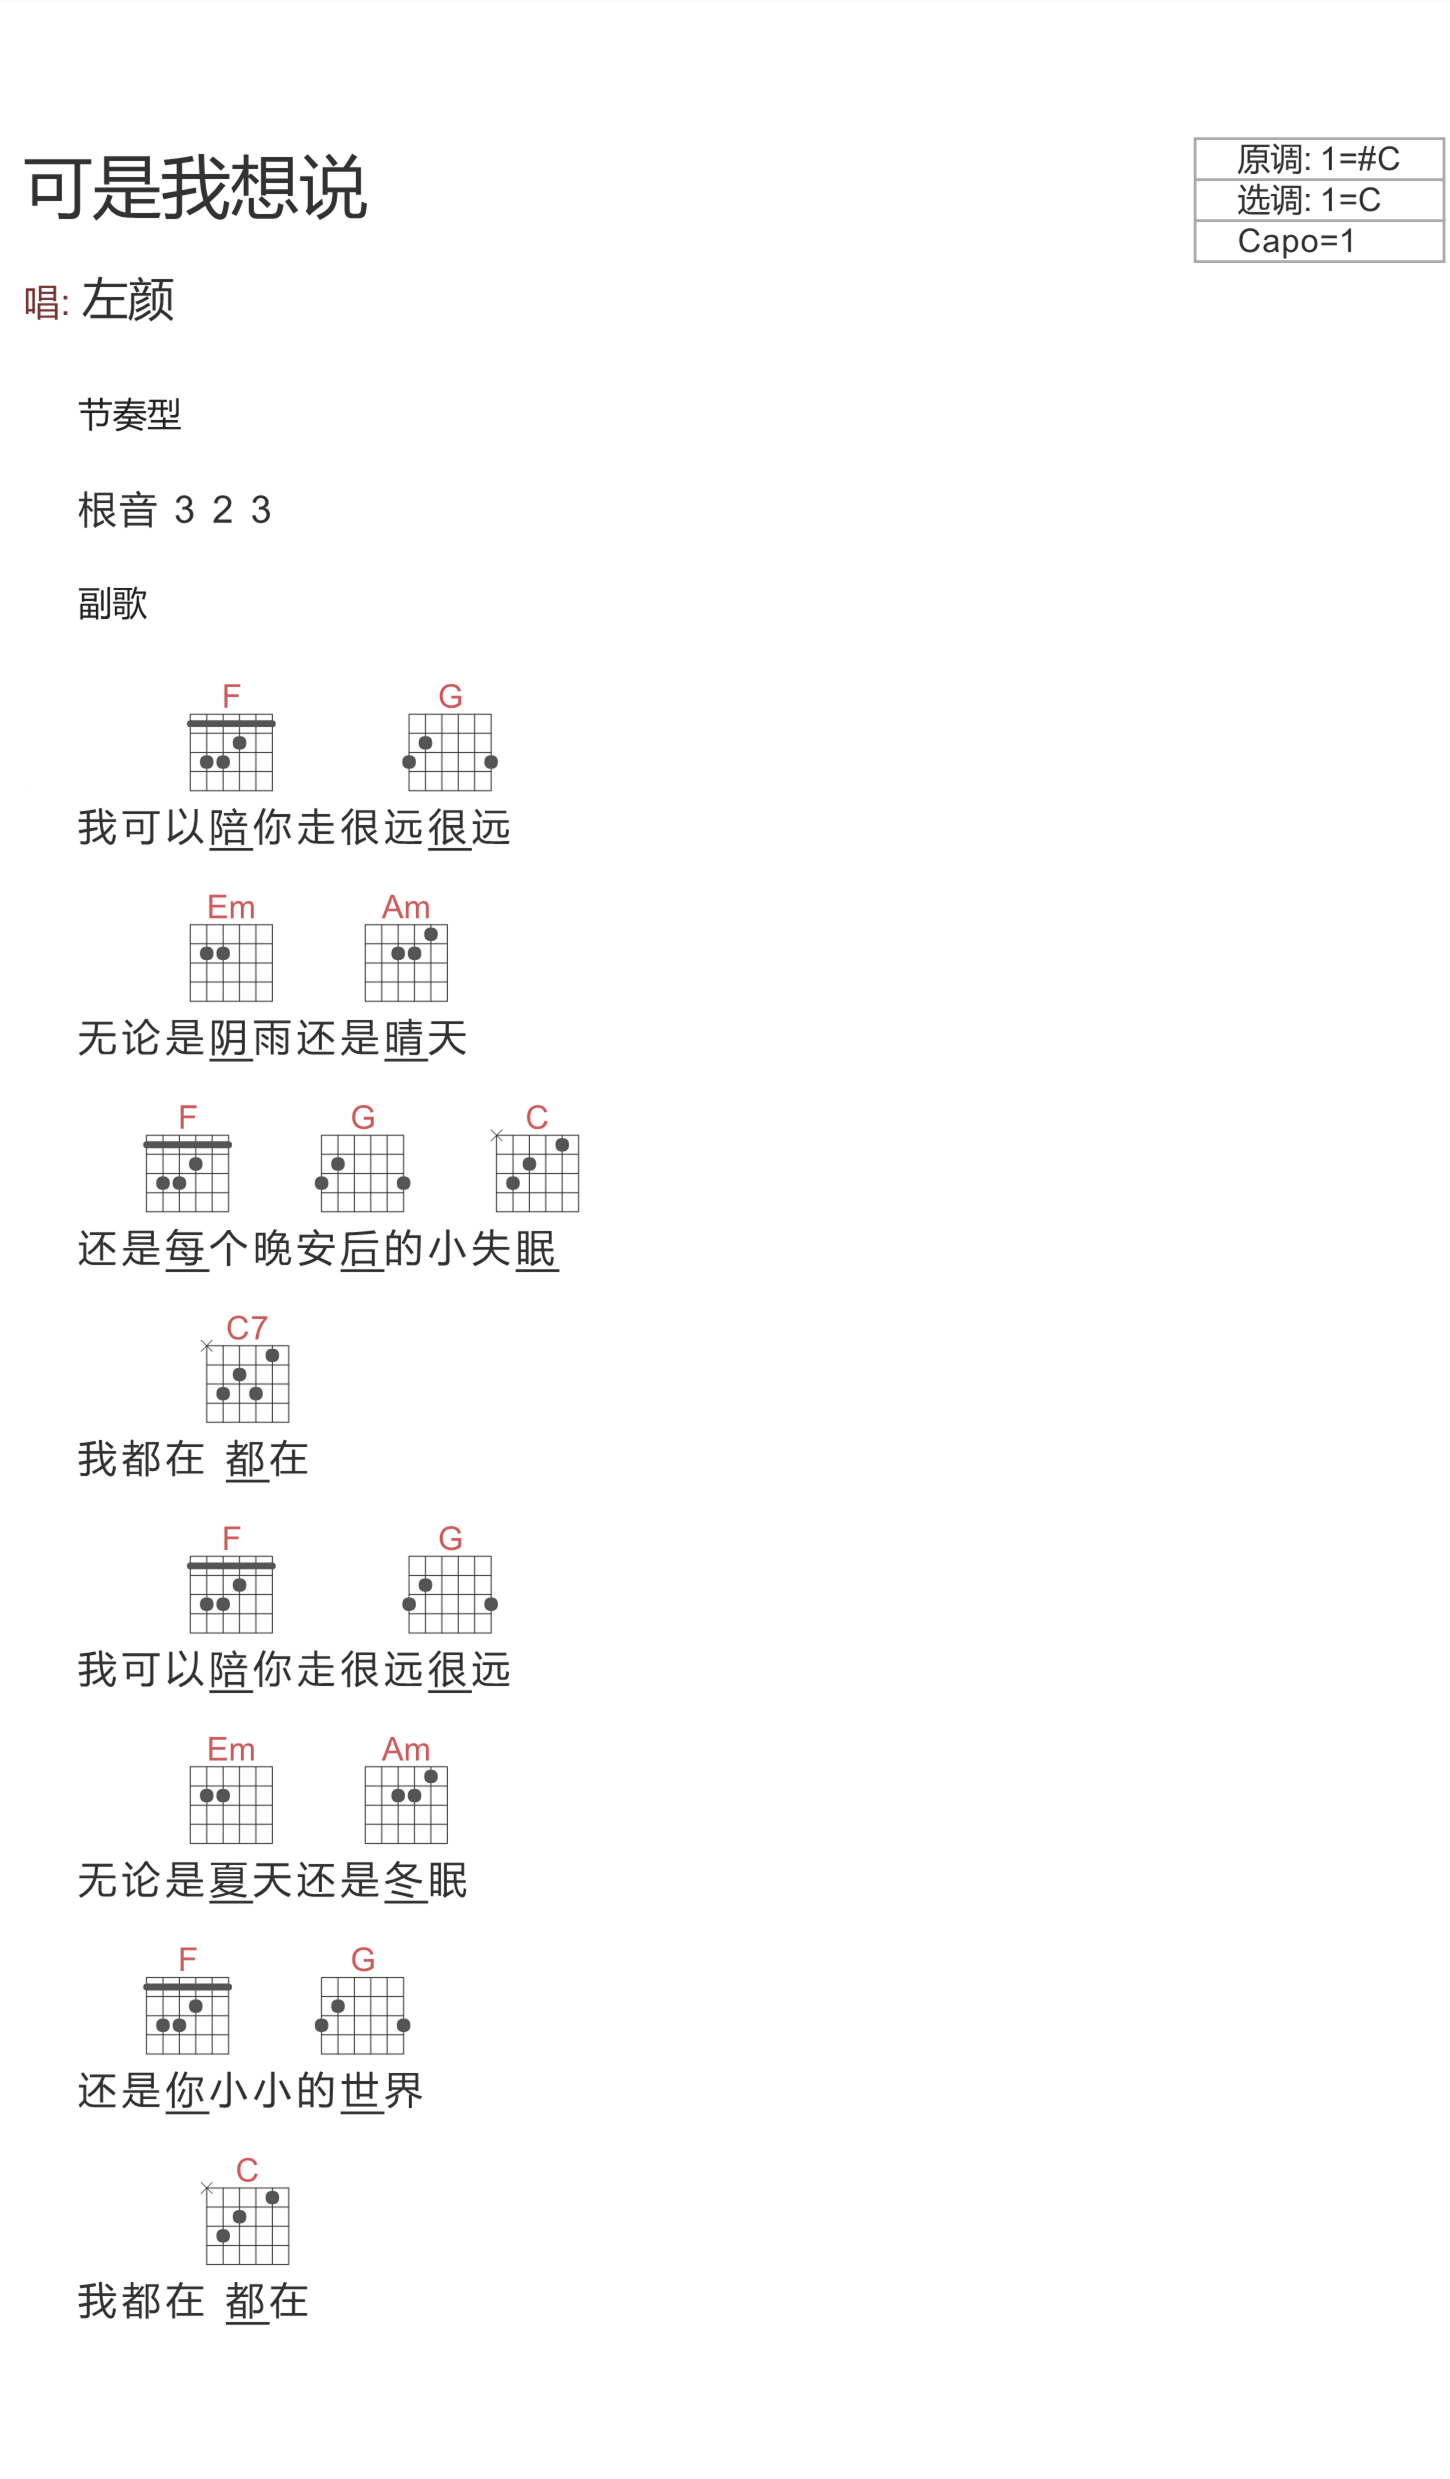 可是我想说
原调: 1=#C
选调: 1=C
Capo=1
唱: 左颜
节奏型
根音 3 2 3
副歌
F G
我可以陪你走很远很远
Em Am
无论是阴雨还是晴天
F G C
还是每个晚安后的小失眠
C7
我都在 都在
F G
我可以陪你走很远很远
Em Am
无论是夏天还是冬眠
F G
还是你小小的世界
C
我都在 都在